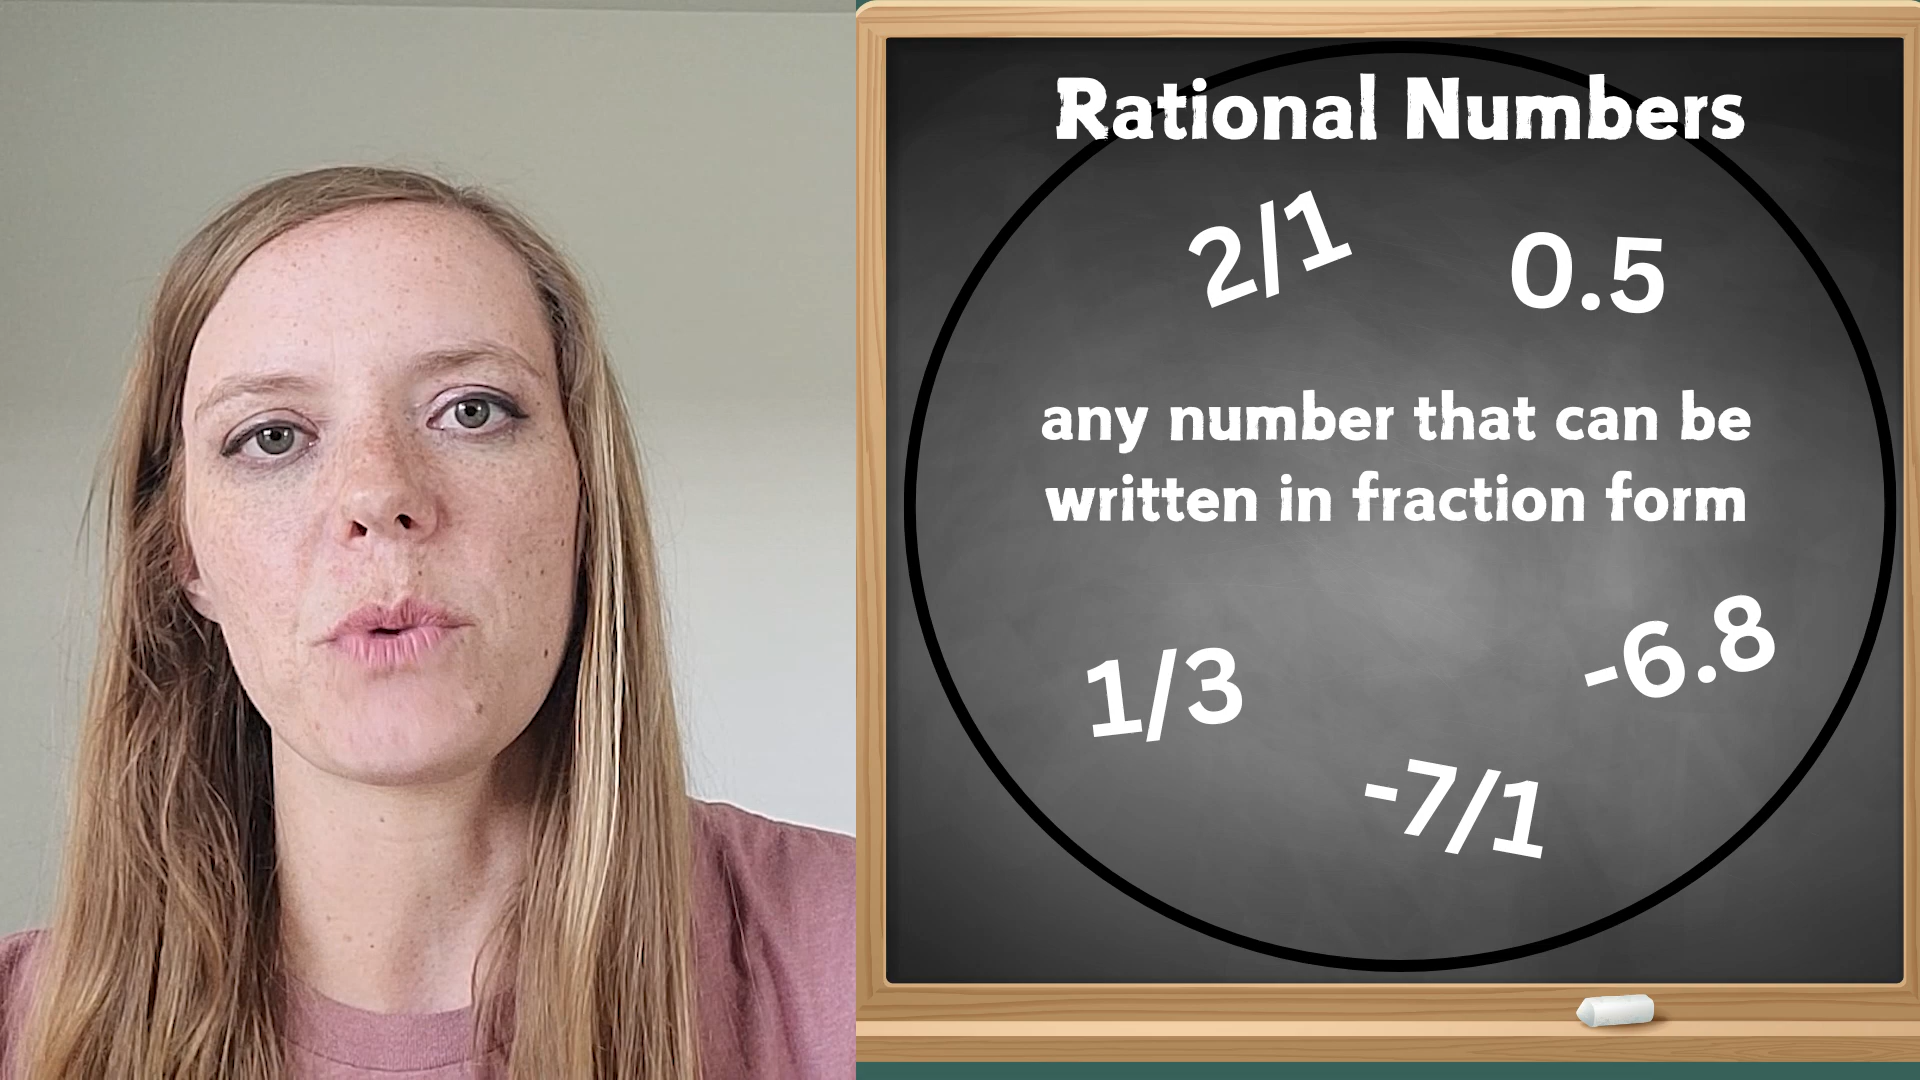 Rational Numbers
2/1
0.5
any number that can be
written in fraction form
1/3
-6.8
-7/1